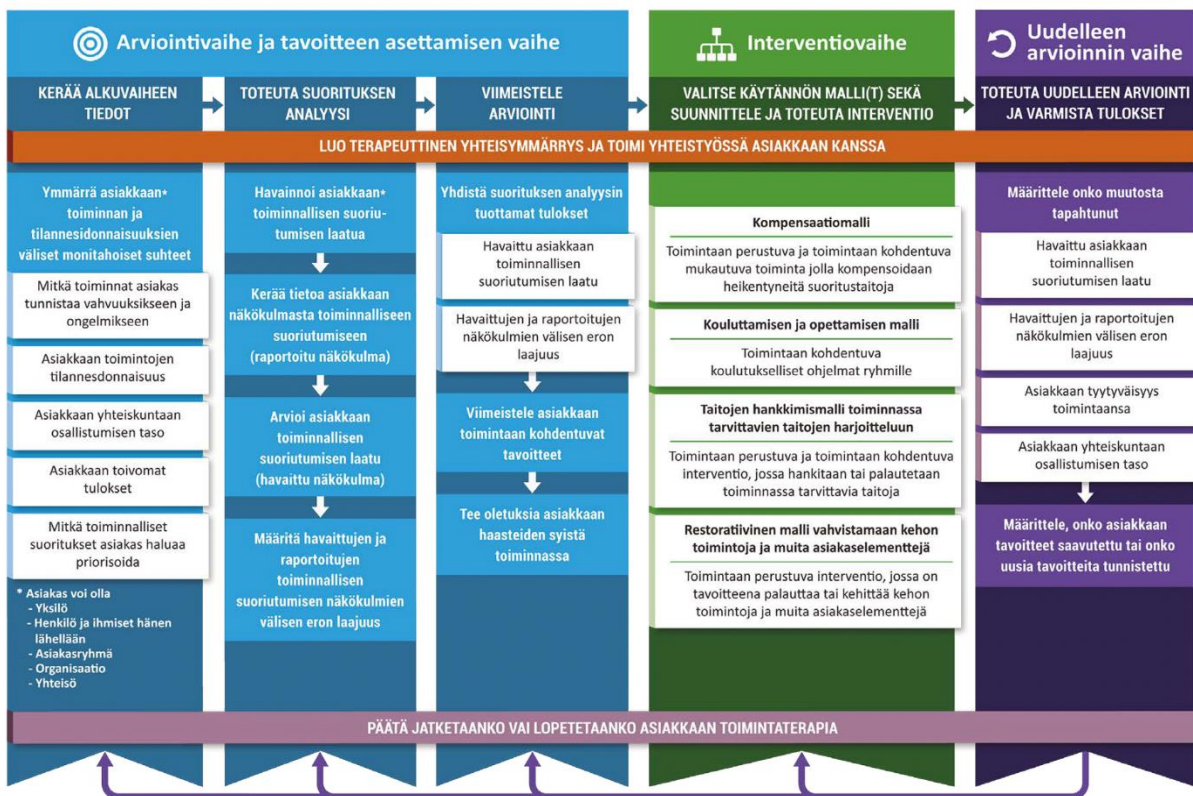 Arviointivaihe ja tavoitteen asettamisen vaihe
Interventiovaihe
Uudelleen
arvioinnin vaihe
KERÄÄ ALKUVAIHEEN
TIEDOT
TOTEUTA SUORITUKSEN
ANALYYSI
VIIMEISTELE
ARVIOINTI
VALITSE KÄYTÄNNÖN MALLI(T) SEKÄ
SUUNNITTELE JA TOTEUTA INTERVENTIO
TOTEUTA UUDELLEEN ARVIOINTI
JA VARMISTA TULOKSET
LUO TERAPEUTTINEN YHTEISYMMÄRRYS JA TOIMI YHTEISTYÖSSÄ ASIAKKAAN KANSSA
Ymmärrä asiakkaan*
toiminnan ja
tilannesidonnaisuuksien
väliset monitahoiset suhteet
Mitkä toiminnat asiakas
tunnistaa vahvuuksikseen ja
ongelmikseen
Asiakkaan toimintojen
tilannesdonnaisuus
Asiakkaan yhteiskuntaan
osallistumisen taso
Asiakkaan toivomat
tulokset
Mitkä toiminnalliset
suoritukset asiakas haluaa
priorisoida
* Asiakas voi olla
- Yksilö
- Henkilö ja ihmiset hänen
lähellään
- Asiakasryhmä
- Organisaatio
- Yhteisö
Havainnoi asiakkaan*
toiminnallisen suoriu-
tumisen laatua
Kerää tietoa asiakkaan
näkökulmasta toiminnalliseen
suoriutumiseen
(raportoitu näkökulma)
Arvioi asiakkaan
toiminnallisen
suoriutumisen laatu
(havaittu näkökulma)
Määritä havaittujen ja
raportoitujen
toiminnallisen
suoriutumisen näkökulmien
välisen eron laajuus
Yhdistä suorituksen analyysin
tuottamat tulokset
Havaittu asiakkaan
toiminnallisen
suoriutumisen laatu
Havaittujen ja raportoitujen
näkökulmien välisen eron
laajuus
Viimeistele asiakkaan
toimintaan kohdentuvat
tavoitteet
Tee oletuksia asiakkaan
haasteiden syistä
toiminnassa
Kompensaatiomalli
Toimintaan perustuva ja toimintaan kohdentuva
mukautuva toiminta jolla kompensoidaan
heikentyneitä suoritustaitoja
Kouluttamisen ja opettamisen malli
Toimintaan kohdentuva
koulutukselliset ohjelmat ryhmille
Taitojen hankkimismalli toiminnassa
tarvittavien taitojen harjoitteluun
Toimintaan perustuva ja toimintaan kohdentuva
interventio, jossa hankitaan tai palautetaan
toiminnassa tarvittavia taitoja
Restoratiivinen malli vahvistamaan kehon
toimintoja ja muita asiakaselementtejä
Toimintaan perustuva interventio, jossa on
tavoitteena palauttaa tai kehittää kehon
toimintoja ja muita asiakaselementtejä
Määrittele onko muutosta
tapahtunut
Havaittu asiakkaan
toiminnallisen
suoriutumisen laatu
Havaittujen ja raportoitujen
näkökulmien välisen eron
laajuus
Asiakkaan tyytyväisyys
toimintaansa
Asiakkaan yhteiskuntaan
osallistumisen taso
Määrittele, onko asiakkaan
tavoitteet saavutettu tai onko
uusia tavoitteita tunnistettu
PÄÄTÄ JATKETAANKO VAI LOPETETAANKO ASIAKKAAN TOIMINTATERAPIA